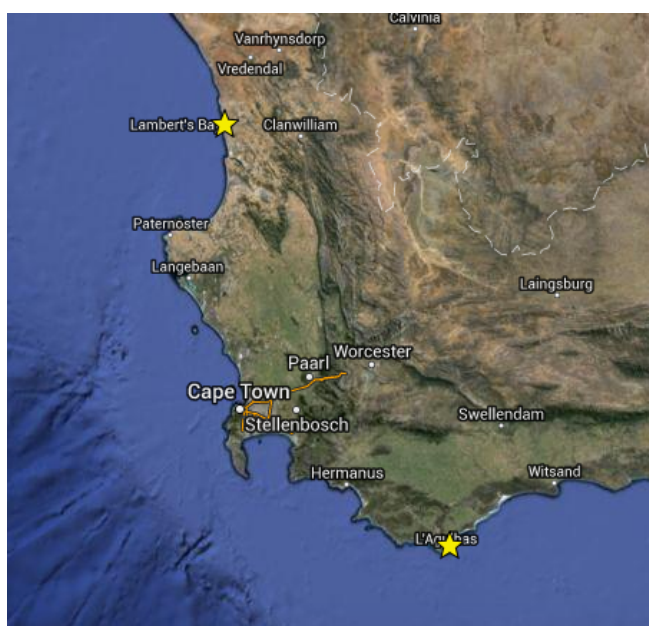 Calvinia
Vanrhynsdorp
Vredendal
Lambert's Ba
Clanwilliam
Paternoster
Langebaan
Laingsburg
Paarl
Worcester
Cape Town
Stellenbosch
Swellendam
Hermanus
Witsand